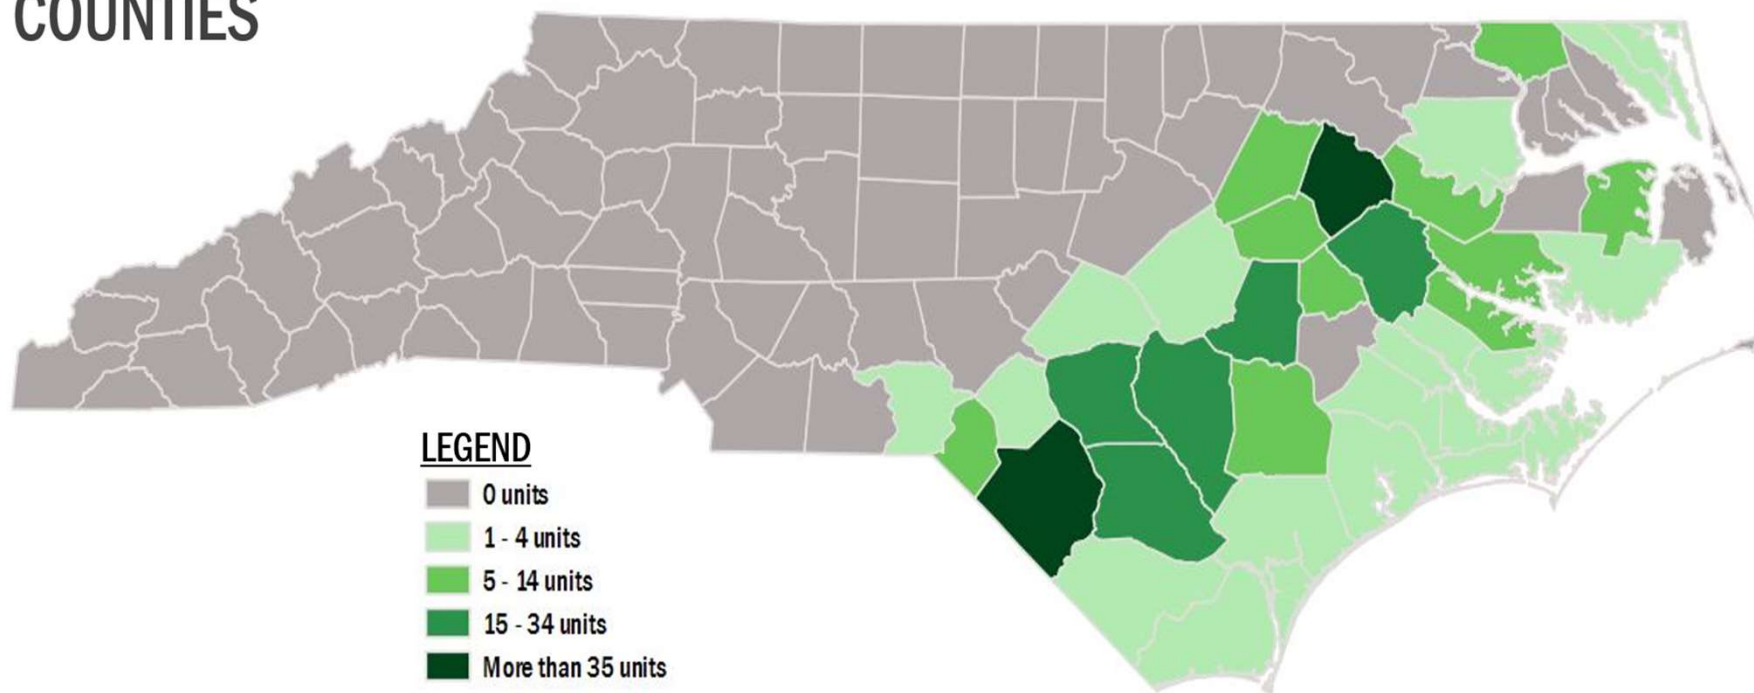 COUNTIES
LEGEND
0 units
1 - 4 units
5 - 14 units
15 - 34 units
More than 35 units